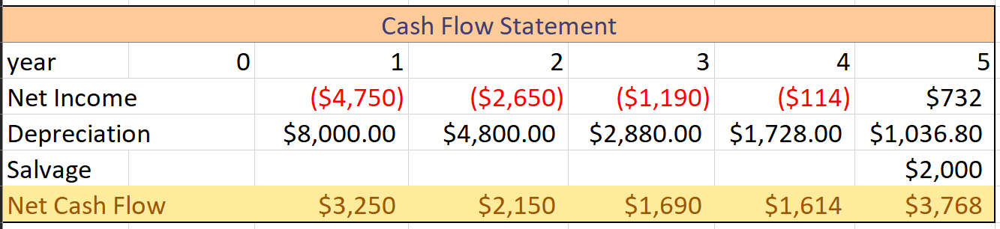 Cash Flow Statement
year 0 1 2 3 4 5
Net Income ($4,750) ($2,650) ($1,190) ($114) $732
Depreciation $8,000.00 $4,800.00 $2,880.00 $1,728.00 $1,036.80
Salvage $2,000
Net Cash Flow $3,250 $2,150 $1,690 $1,614 $3,768